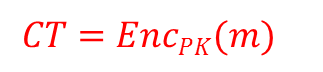 CT = Enc_{PK}(m)